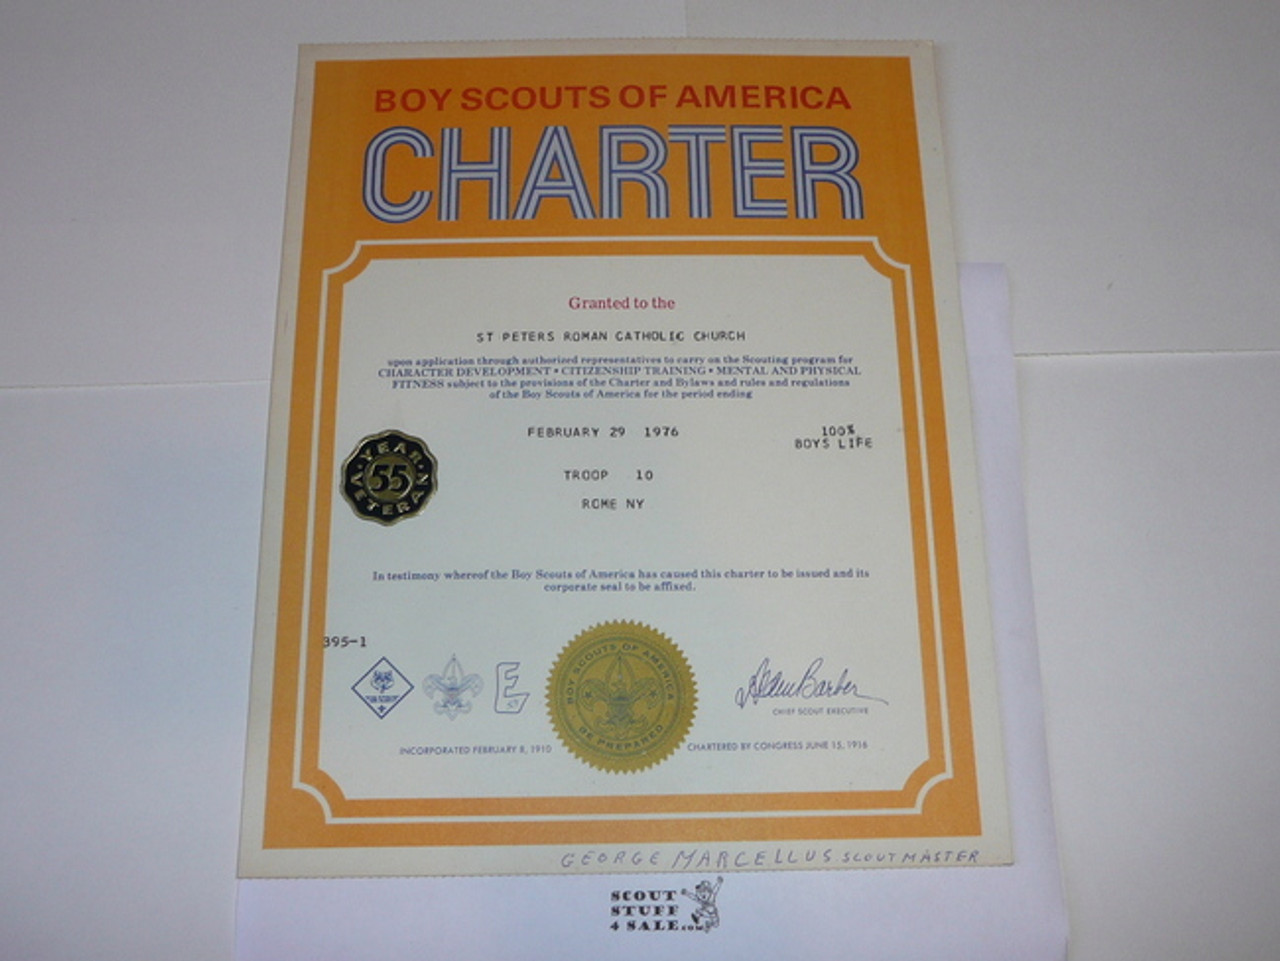 BOY SCOUTS OF AMERICA
CHARTER
Granted to the
ST PETERS ROMAN CATHOLIC CHURCH
upon application through authorized representatives to carry on the Scouting program for
CHARACTER DEVELOPMENT • CITIZENSHIP TRAINING • MENTAL AND PHYSICAL
FITNESS subject to the provisions of the Charter and Bylaws and rules and regulations
of the Boy Scouts of America for the period ending
FEBRUARY 29 1976
100%
BOYS LIFE
YEAR
55
VETERAN
TROOP 10
ROME NY
In testimony whereof the Boy Scouts of America has caused this charter to be issued and its
corporate seal to be affixed.
395-1
CUB SCOUTS
E
BOY SCOUTS OF AMERICA
BE PREPARED
Alden Barber
CHIEF SCOUT EXECUTIVE
INCORPORATED FEBRUARY 8, 1910
CHARTERED BY CONGRESS JUNE 15, 1916
GEORGE MARCELLUS SCOUTMASTER
SCOUT
STUFF
4 SALE.com